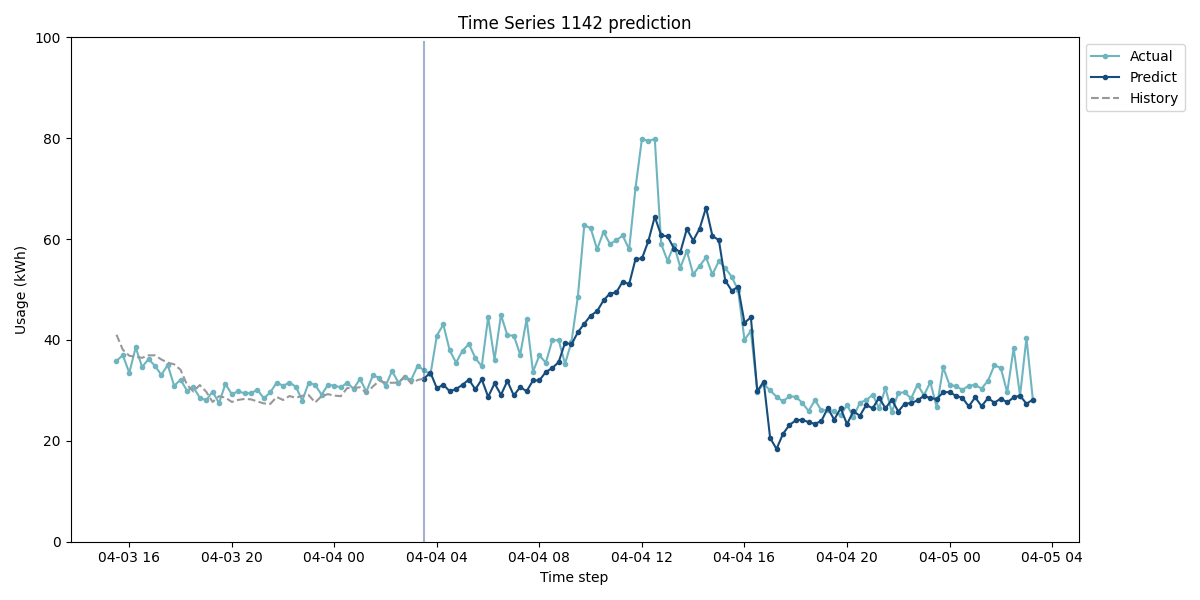 Time Series 1142 prediction
100
80
60
40
20
0
Usage (kWh)
04-03 16
04-03 20
04-04 00
04-04 04
04-04 08
04-04 12
04-04 16
04-04 20
04-05 00
04-05 04
Time step
Actual
Predict
History